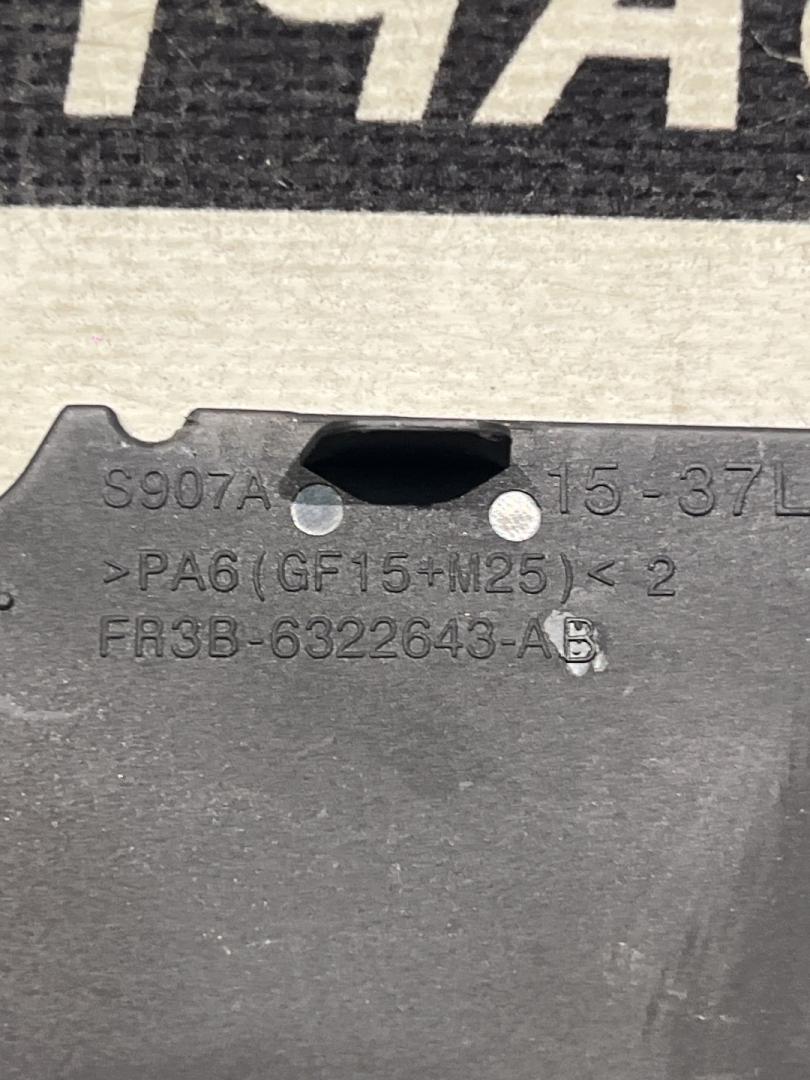 S907A 15-37L
>PA6(GF15+M25)< 2
FR3B-6322643-AB